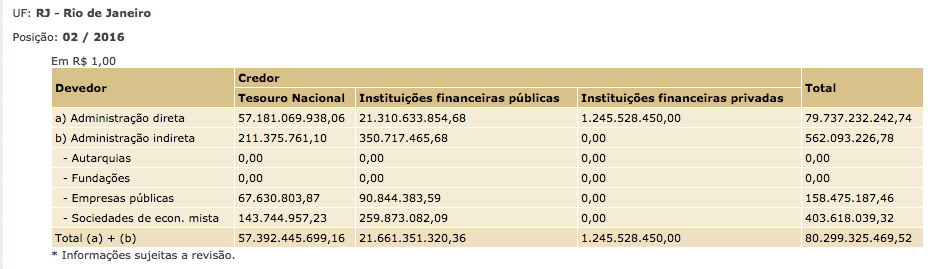 UF: RJ - Rio de Janeiro
Posição: 02 / 2016
Em R$ 1,00
Devedor Credor Total
Tesouro Nacional Instituições financeiras públicas Instituições financeiras privadas
a) Administração direta 57.181.069.938,06 21.310.633.854,68 1.245.528.450,00 79.737.232.242,74
b) Administração indireta 211.375.761,10 350.717.465,68 0,00 562.093.226,78
- Autarquias 0,00 0,00 0,00 0,00
- Fundações 0,00 0,00 0,00 0,00
- Empresas públicas 67.630.803,87 90.844.383,59 0,00 158.475.187,46
- Sociedades de econ. mista 143.744.957,23 259.873.082,09 0,00 403.618.039,32
Total (a) + (b) 57.392.445.699,16 21.661.351.320,36 1.245.528.450,00 80.299.325.469,52
* Informações sujeitas a revisão.